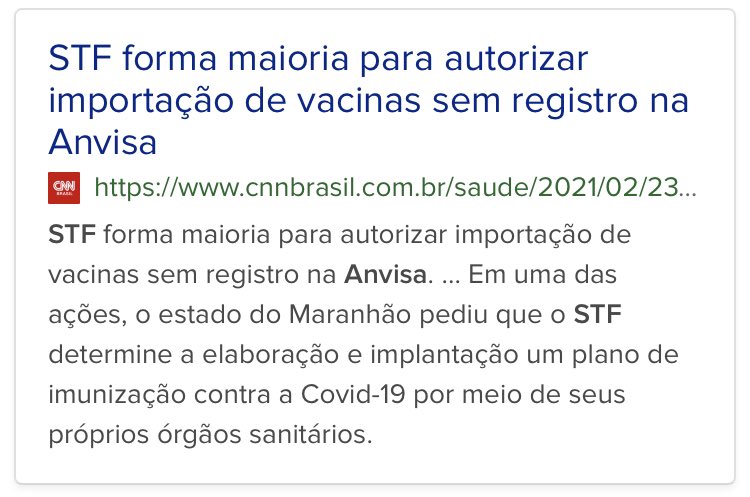 STF forma maioria para autorizar
importação de vacinas sem registro na
Anvisa
CNN
BRASIL
https://www.cnnbrasil.com.br/saude/2021/02/23...
STF forma maioria para autorizar importação de
vacinas sem registro na Anvisa. ... Em uma das
ações, o estado do Maranhão pediu que o STF
determine a elaboração e implantação um plano de
imunização contra a Covid-19 por meio de seus
próprios órgãos sanitários.